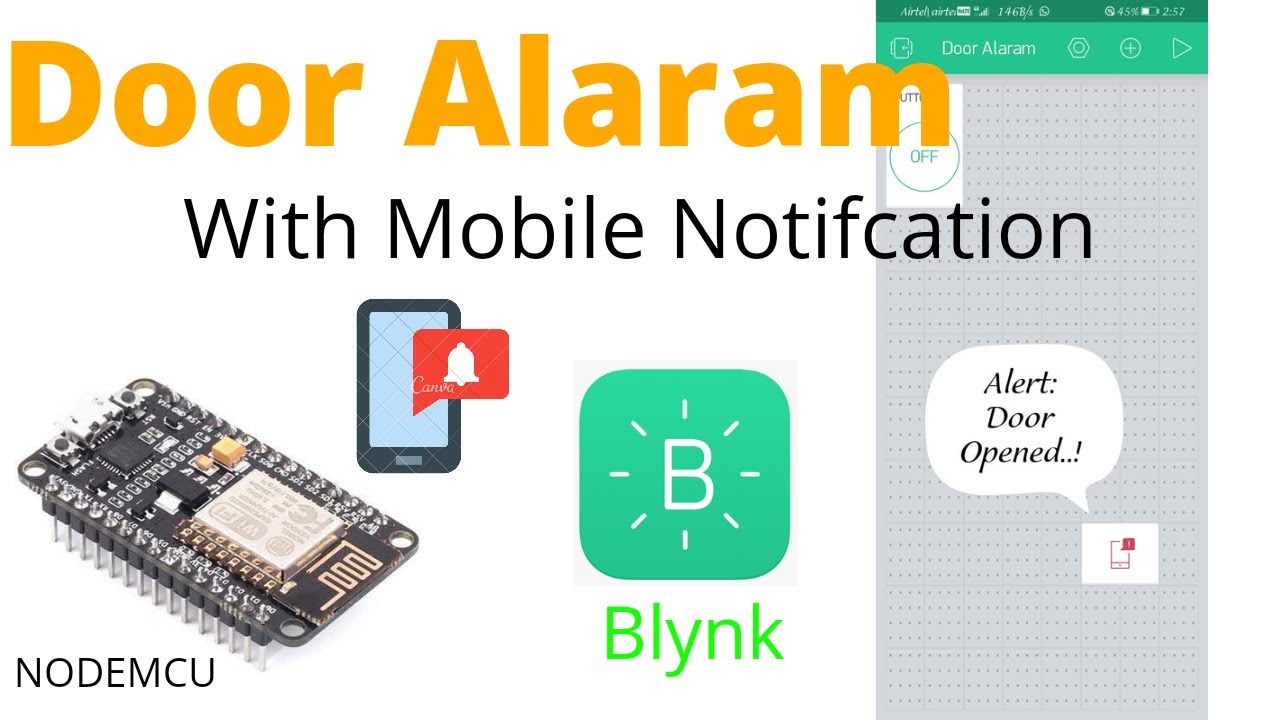 Door Alaram
With Mobile Notifcation
Airtel| airtel 146B/s 45% 2:57
Door Alaram
OFF
Alert:
Door
Opened..!
Canva
B
Blynk
NODEMCU